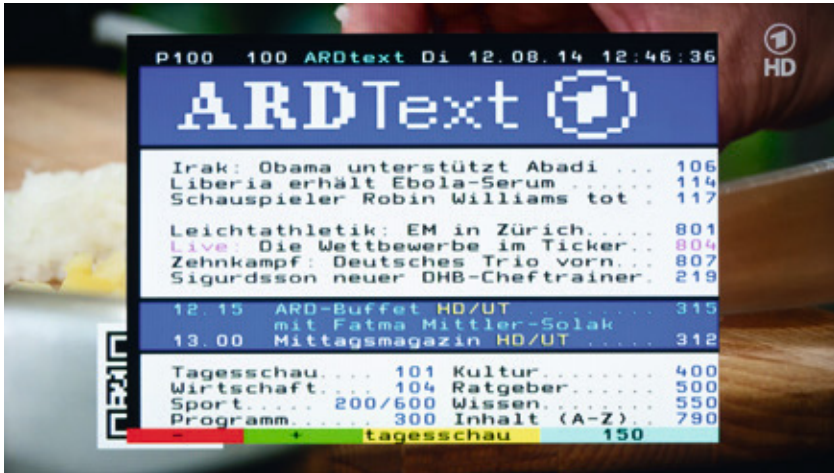 HD
P100 100 ARDtext Di 12.08.14 12:46:36
ARDText
Irak: Obama unterstützt Abadi ... 106
Liberia erhält Ebola-Serum ...... 114
Schauspieler Robin Williams tot . 117
Leichtathletik: EM in Zürich..... 801
Live: Die Wettbewerbe im Ticker.. 804
Zehnkampf: Deutsches Trio vorn... 807
Sigurdsson neuer DHB-Cheftrainer. 219
12.15 ARD-Buffet HD/UT .......... 315
mit Fatma Mittler-Solak
13.00 Mittagsmagazin HD/UT ...... 312
Tagesschau.... 101 Kultur........ 400
Wirtschaft.... 104 Ratgeber...... 500
Sport..... 200/600 Wissen........ 550
Programm...... 300 Inhalt (A-Z).. 790
- + tagesschau 150